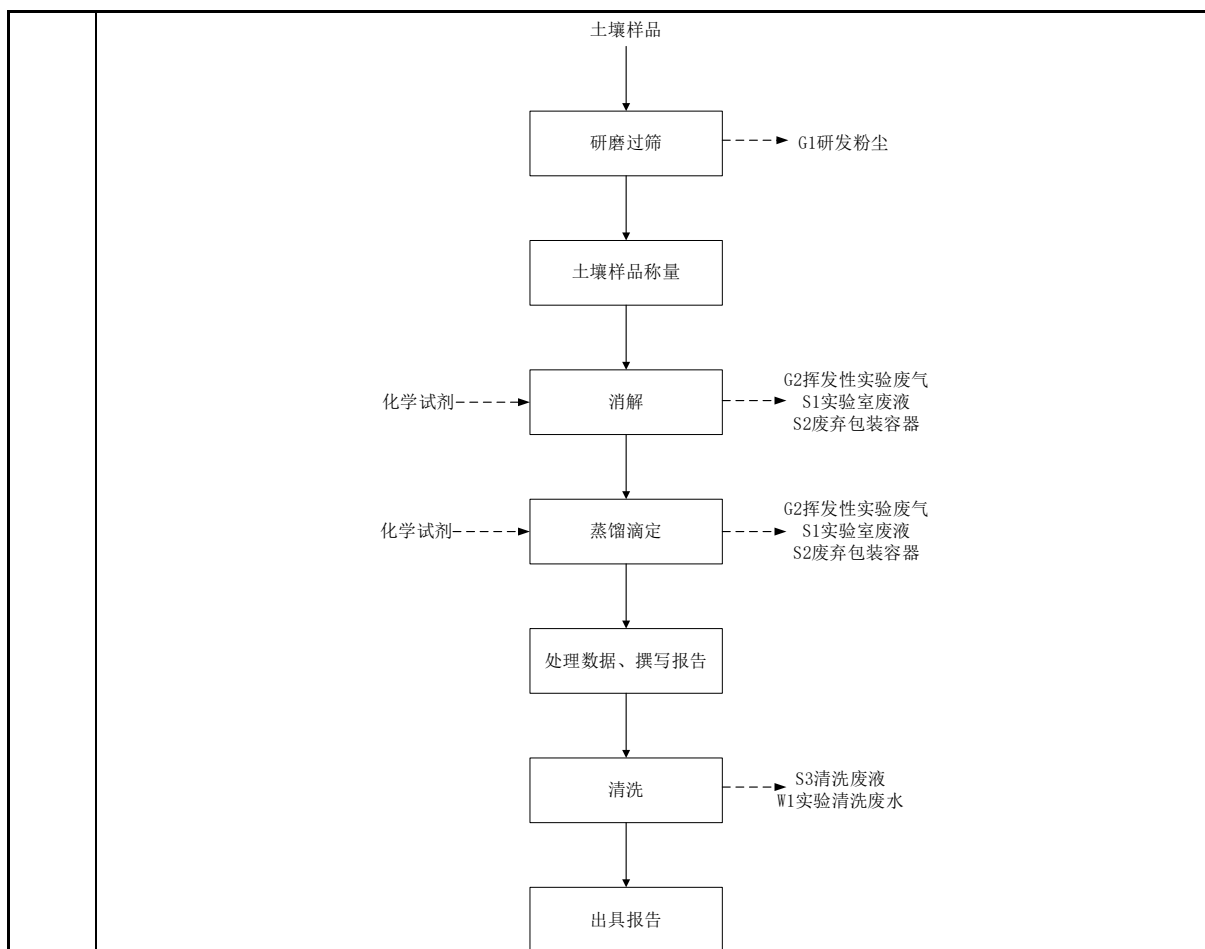 土壤样品
研磨过筛
G1研发粉尘
土壤样品称量
化学试剂
消解
G2挥发性实验废气
S1实验室废液
S2废弃包装容器
化学试剂
蒸馏滴定
G2挥发性实验废气
S1实验室废液
S2废弃包装容器
处理数据、撰写报告
清洗
S3清洗废液
W1实验清洗废水
出具报告